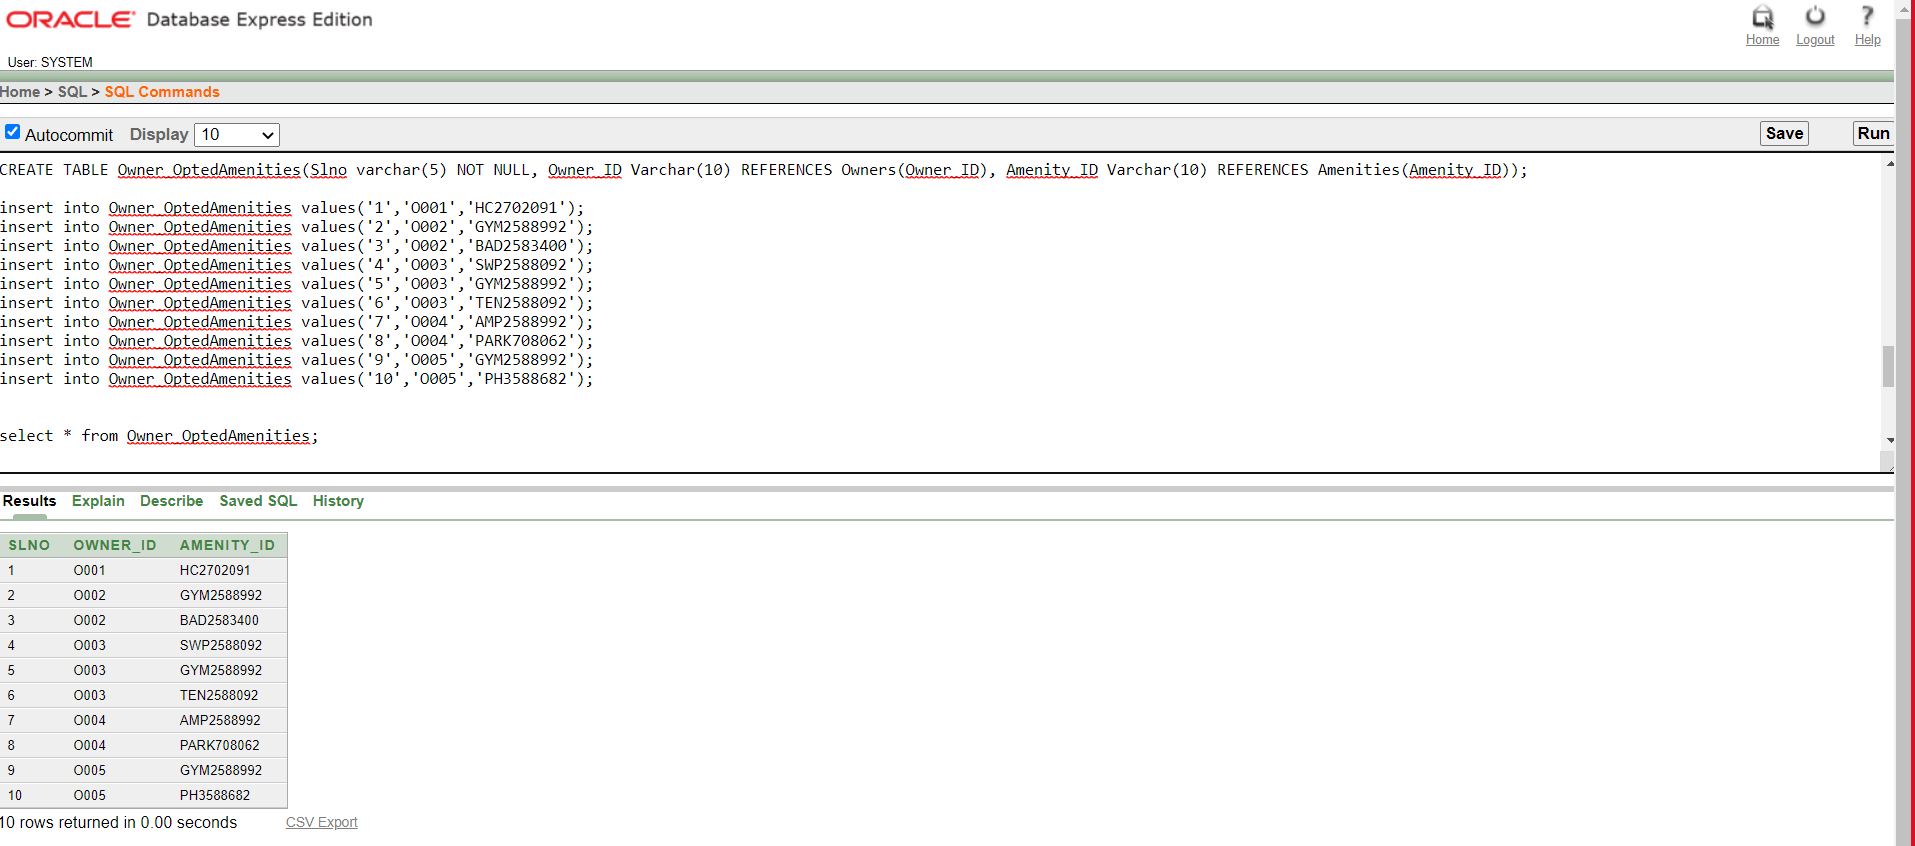 ORACLE Database Express Edition
Home Logout Help
User: SYSTEM
Home > SQL > SQL Commands
Autocommit Display 10 Save Run
CREATE TABLE Owner_OptedAmenities(Slno varchar(5) NOT NULL, Owner_ID Varchar(10) REFERENCES Owners(Owner_ID), Amenity_ID Varchar(10) REFERENCES Amenities(Amenity_ID));
insert into Owner_OptedAmenities values('1','O001','HC2702091');
insert into Owner_OptedAmenities values('2','O002','GYM2588992');
insert into Owner_OptedAmenities values('3','O002','BAD2583400');
insert into Owner_OptedAmenities values('4','O003','SWP2588092');
insert into Owner_OptedAmenities values('5','O003','GYM2588992');
insert into Owner_OptedAmenities values('6','O003','TEN2588092');
insert into Owner_OptedAmenities values('7','O004','AMP2588992');
insert into Owner_OptedAmenities values('8','O004','PARK708062');
insert into Owner_OptedAmenities values('9','O005','GYM2588992');
insert into Owner_OptedAmenities values('10','O005','PH3588682');
select * from Owner_OptedAmenities;
Results Explain Describe Saved SQL History
SLNO OWNER_ID AMENITY_ID
1 O001 HC2702091
2 O002 GYM2588992
3 O002 BAD2583400
4 O003 SWP2588092
5 O003 GYM2588992
6 O003 TEN2588092
7 O004 AMP2588992
8 O004 PARK708062
9 O005 GYM2588992
10 O005 PH3588682
10 rows returned in 0.00 seconds CSV Export